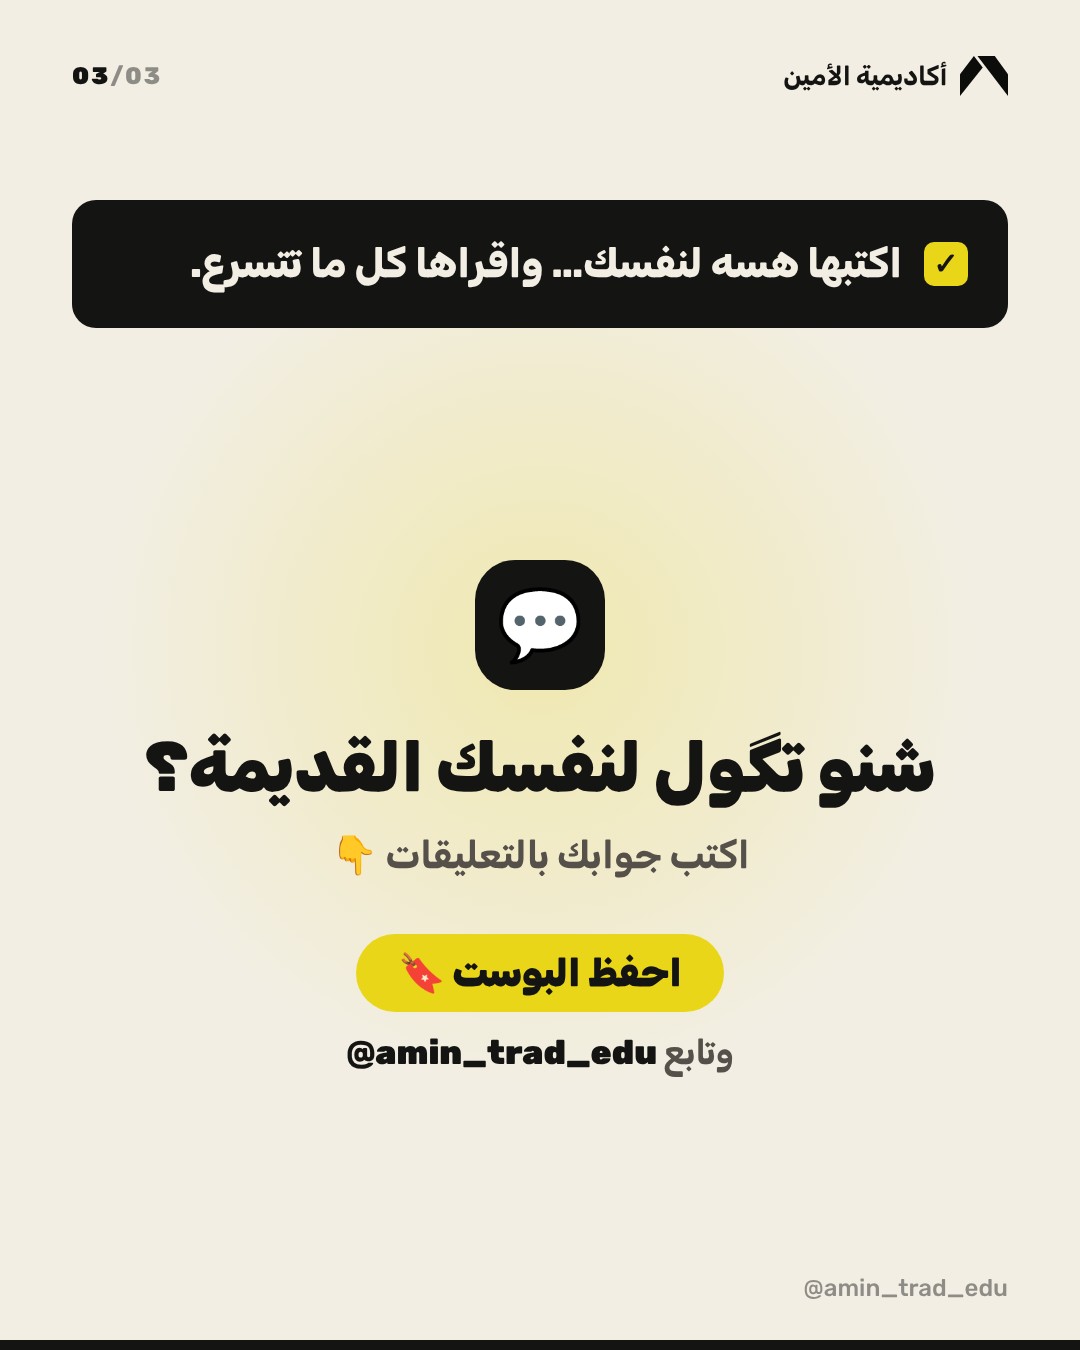 أكاديمية الأمين
03/03
✓ اكتبها هسه لنفسك... واقراها كل ما تتسرع.
شنو تگول لنفسك القديمة؟
اكتب جوابك بالتعليقات 👇
احفظ البوست 🔖
وتابع @amin_trad_edu
@amin_trad_edu